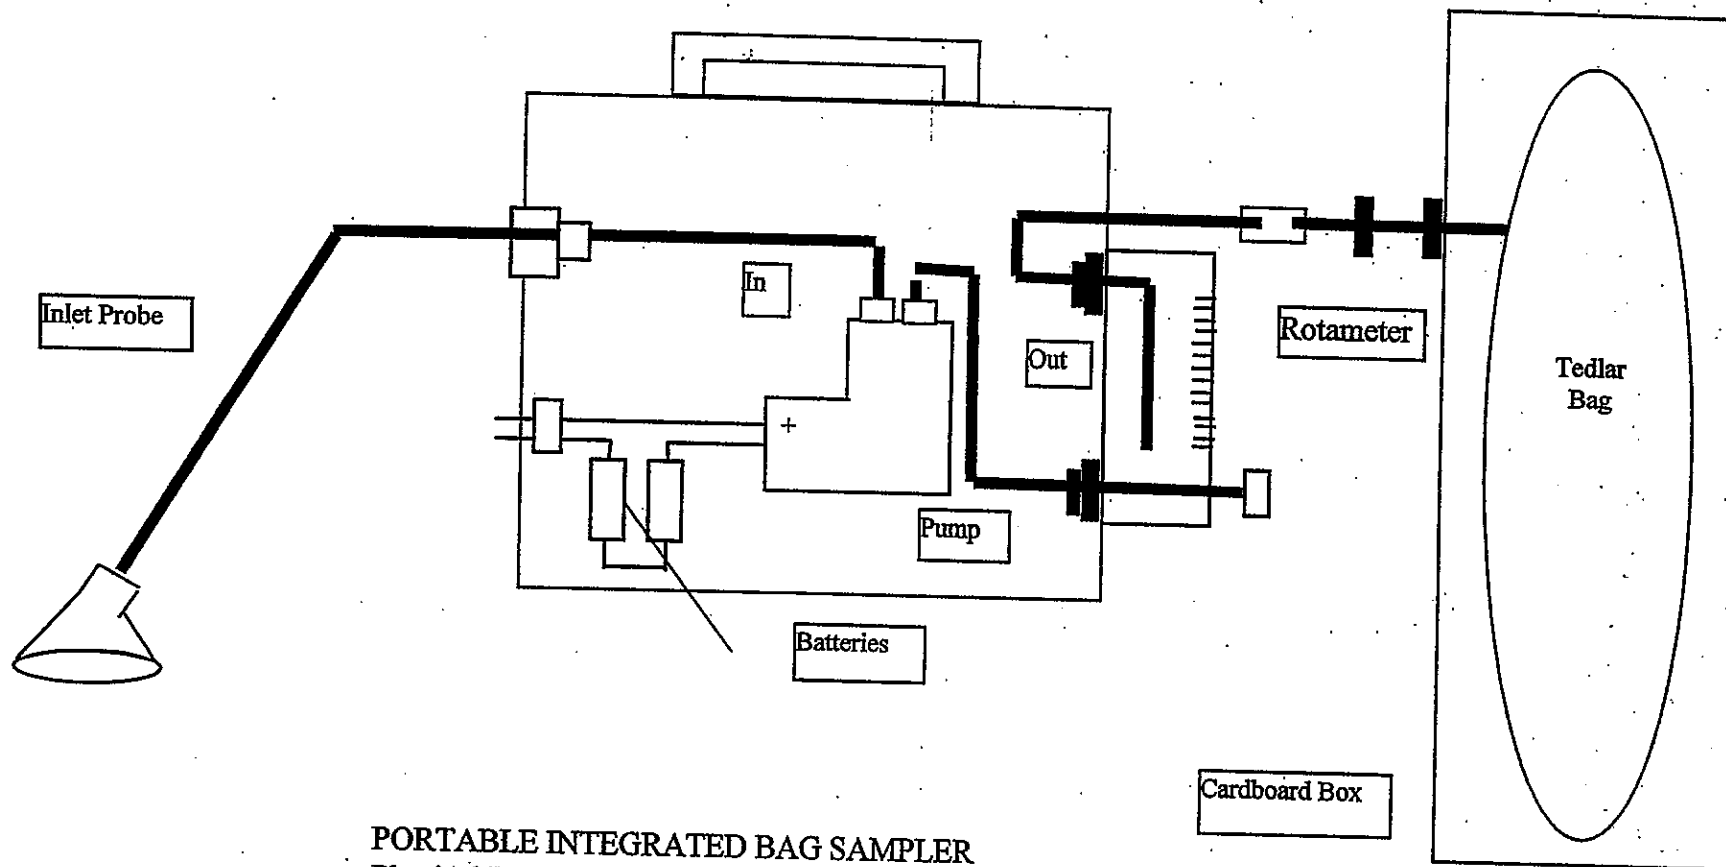 Inlet Probe
In
Out
Rotameter
Tedlar
Bag
+
Pump
Batteries
Cardboard Box
PORTABLE INTEGRATED BAG SAMPLER